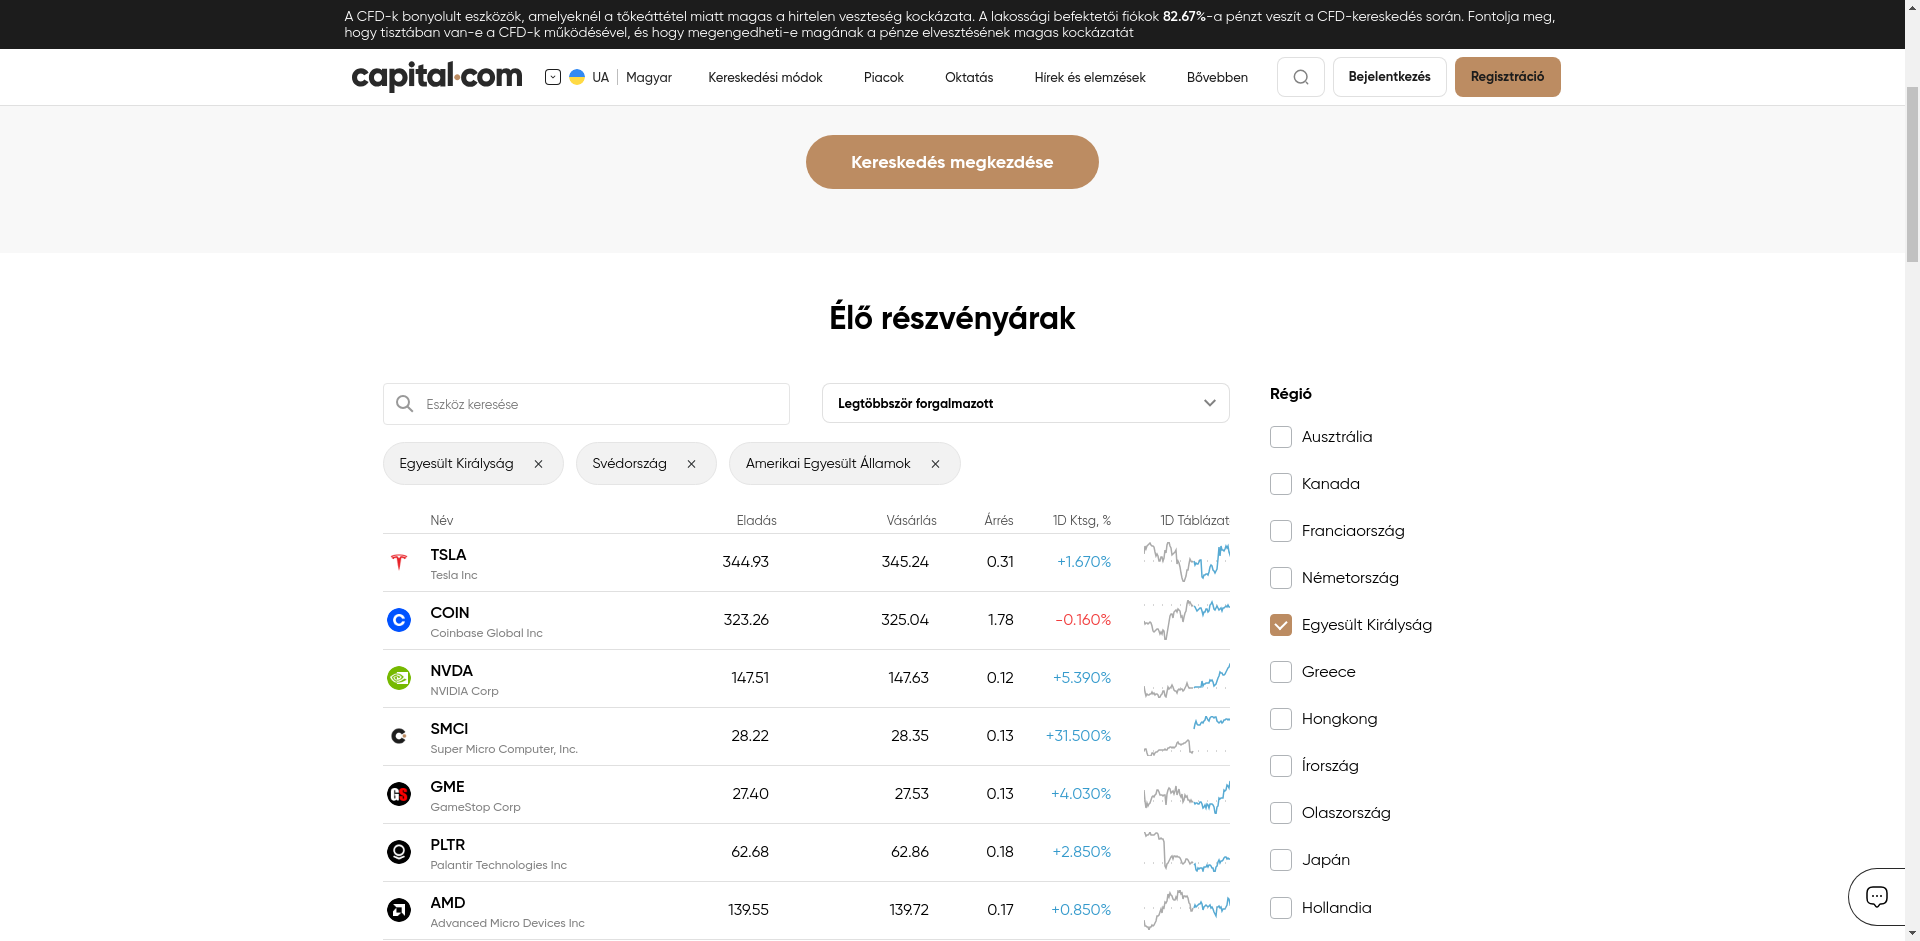 A CFD-k bonyolult eszközök, amelyeknél a tőkeáttétel miatt magas a hirtelen veszteség kockázata. A lakossági befektetői fiókok 82.67%-a pénzt veszít a CFD-kereskedés során. Fontolja meg,
hogy tisztában van-e a CFD-k működésével, és hogy megengedheti-e magának a pénze elvesztésének magas kockázatát
capital.com UA Magyar Kereskedési módok Piacok Oktatás Hírek és elemzések Bővebben Bejelentkezés Regisztráció
Kereskedés megkezdése
Élő részvényárak
Eszköz keresése Legtöbbször forgalmazott
Egyesült Királyság × Svédország × Amerikai Egyesült Államok ×
Név Eladás Vásárlás Árrés 1D Ktsg, % 1D Táblázat
TSLA 344.93 345.24 0.31 +1.670%
Tesla Inc
COIN 323.26 325.04 1.78 -0.160%
Coinbase Global Inc
NVDA 147.51 147.63 0.12 +5.390%
NVIDIA Corp
SMCI 28.22 28.35 0.13 +31.500%
Super Micro Computer, Inc.
GME 27.40 27.53 0.13 +4.030%
GameStop Corp
PLTR 62.68 62.86 0.18 +2.850%
Palantir Technologies Inc
AMD 139.55 139.72 0.17 +0.850%
Advanced Micro Devices Inc
Régió
Ausztrália
Kanada
Franciaország
Németország
Egyesült Királyság
Greece
Hongkong
Írország
Olaszország
Japán
Hollandia